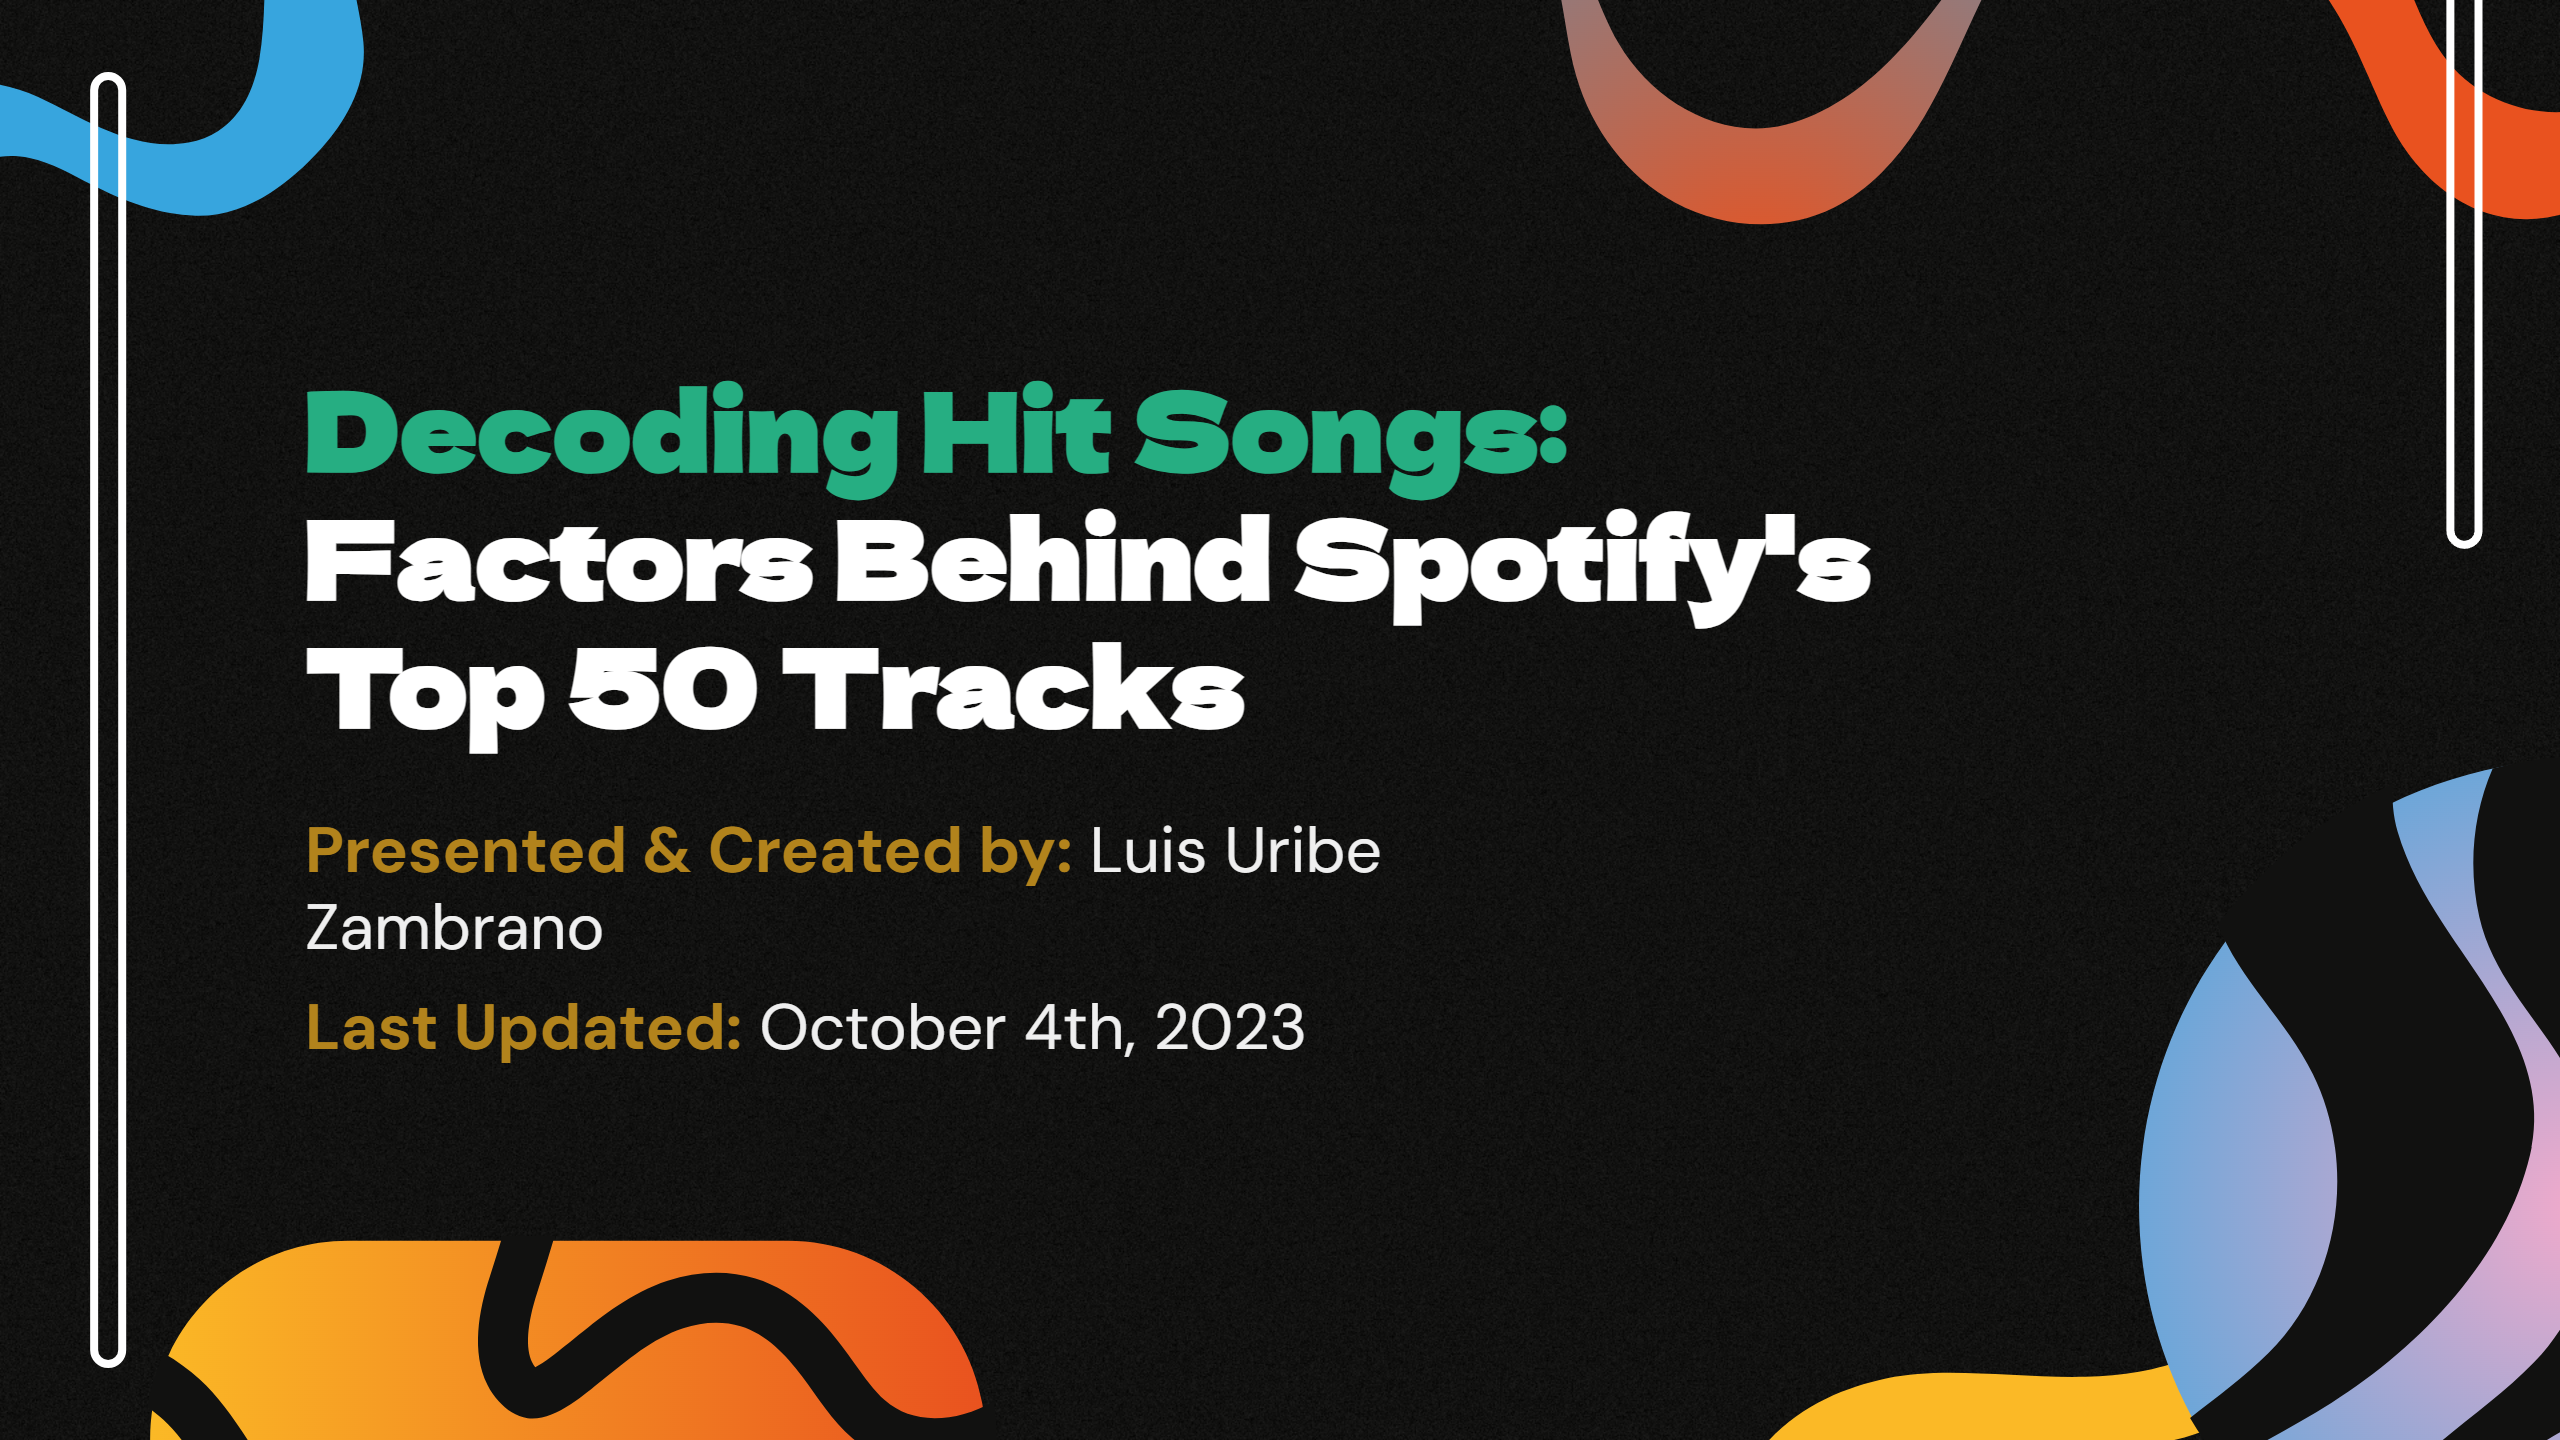 Decoding Hit Songs:
Factors Behind Spotify's
Top 50 Tracks
Presented & Created by: Luis Uribe
Zambrano
Last Updated: October 4th, 2023